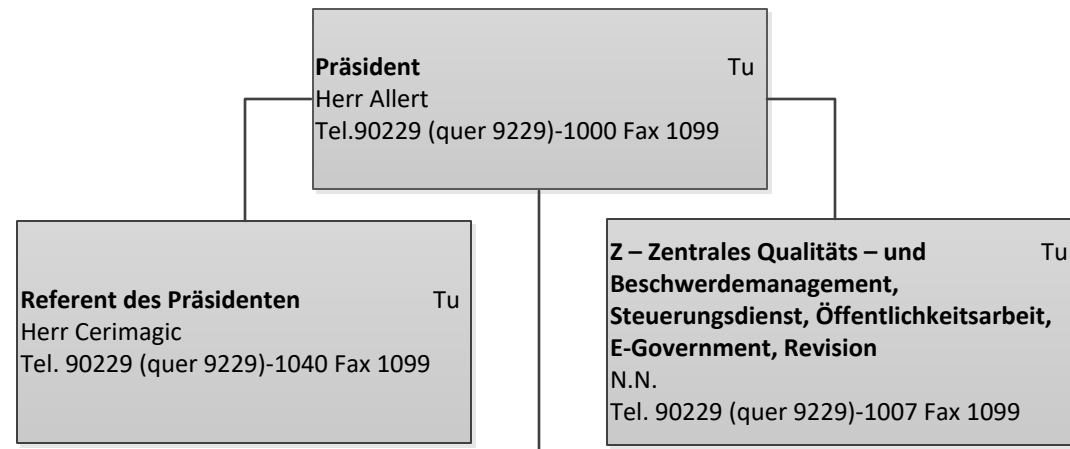 Präsident Tu
Herr Allert
Tel.90229 (quer 9229)-1000 Fax 1099
Referent des Präsidenten Tu
Herr Cerimagic
Tel. 90229 (quer 9229)-1040 Fax 1099
Z – Zentrales Qualitäts – und Tu
Beschwerdemanagement,
Steuerungsdienst, Öffentlichkeitsarbeit,
E-Government, Revision
N.N.
Tel. 90229 (quer 9229)-1007 Fax 1099